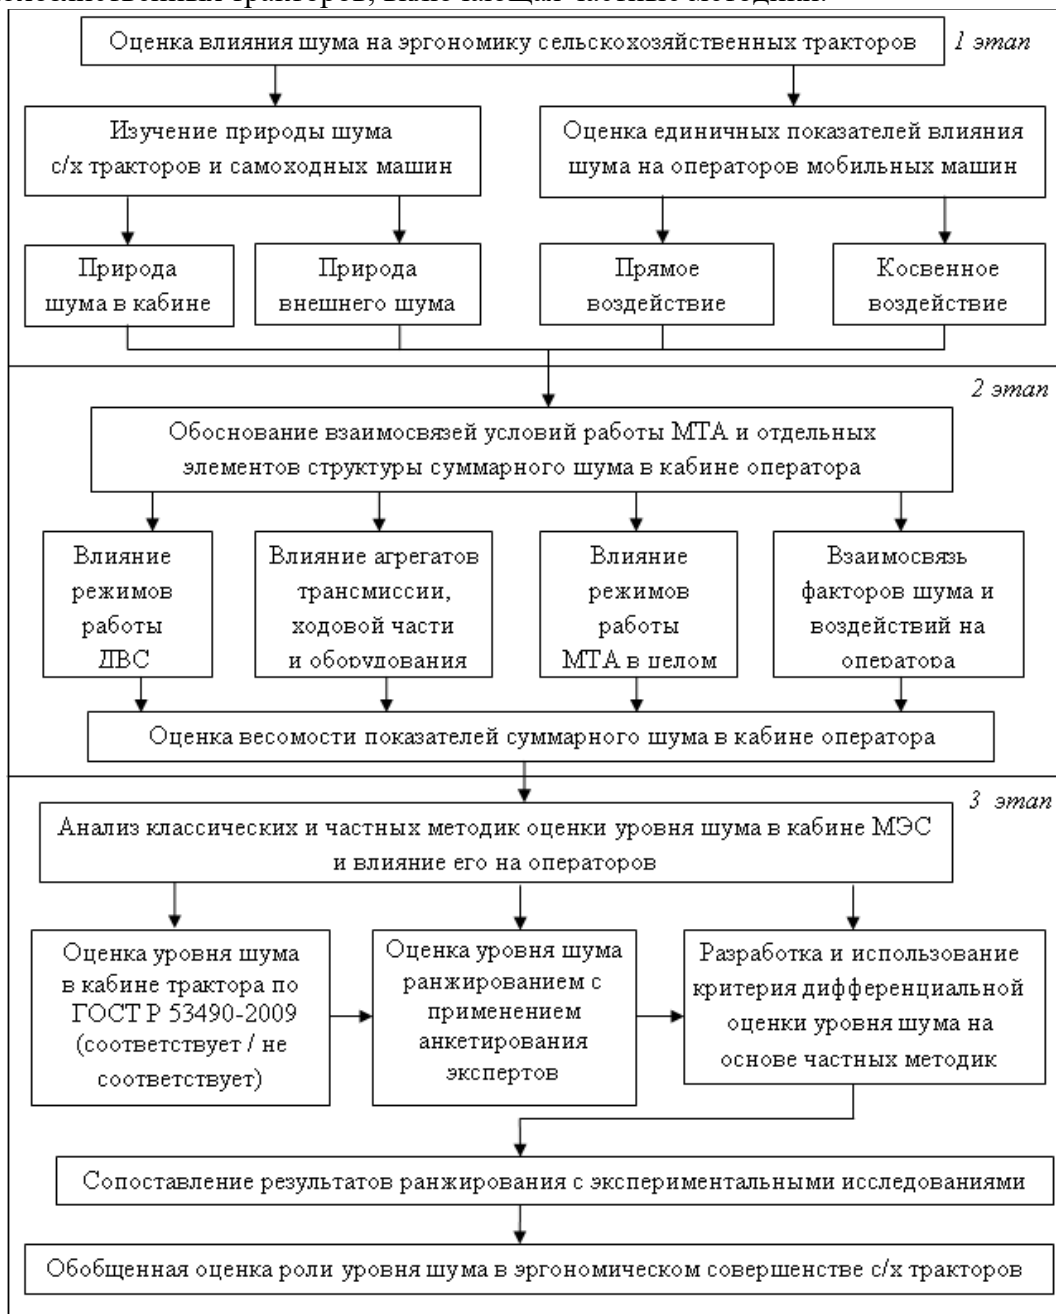 тракторов, включающая частные методики.
Оценка влияния шума на эргономику сельскохозяйственных тракторов
1 этап
Изучение природы шума
с/х тракторов и самоходных машин
Оценка единичных показателей влияния
шума на операторов мобильных машин
Природа
шума в кабине
Природа
внешнего шума
Прямое
воздействие
Косвенное
воздействие
2 этап
Обоснование взаимосвязей условий работы МТА и отдельных
элементов структуры суммарного шума в кабине оператора
Влияние
режимов
работы
ДВС
Влияние агрегатов
трансмиссии,
ходовой части
и оборудования
Влияние
режимов
работы
МТА в целом
Взаимосвязь
факторов шума и
воздействий на
оператора
Оценка весомости показателей суммарного шума в кабине оператора
3 этап
Анализ классических и частных методик оценки уровня шума в кабине МЭС
и влияние его на операторов
Оценка уровня шума
в кабине трактора по
ГОСТ Р 53490-2009
(соответствует / не
соответствует)
Оценка уровня шума
ранжированием с
применением
анкетирования
экспертов
Разработка и использование
критерия дифференциальной
оценки уровня шума на
основе частных методик
Сопоставление результатов ранжирования с экспериментальными исследованиями
Обобщенная оценка роли уровня шума в эргономическом совершенстве с/х тракторов